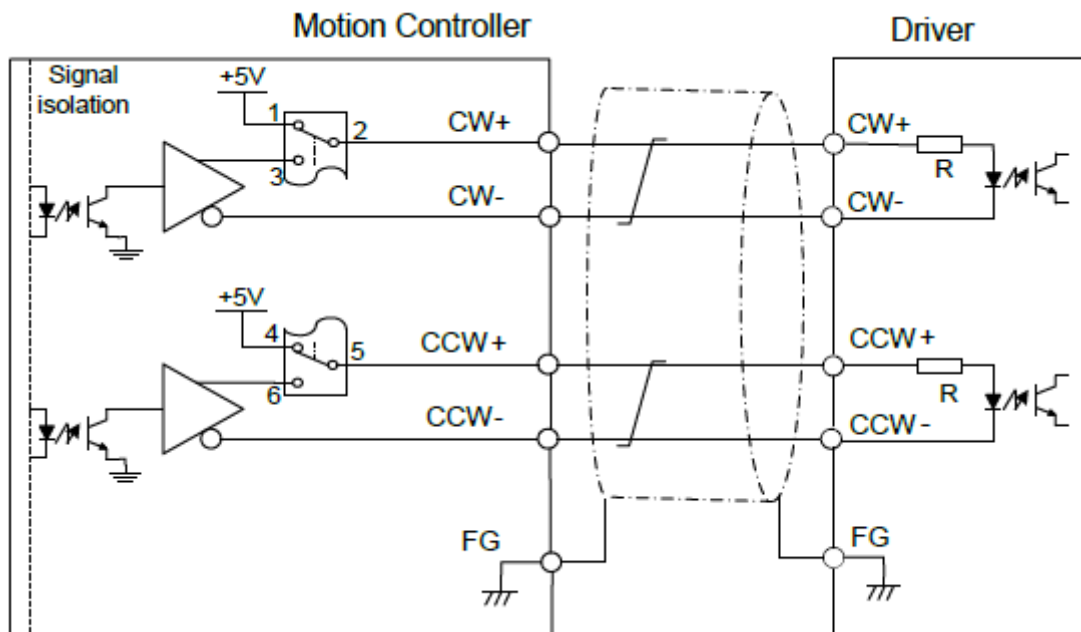 Motion Controller
Driver
Signal
isolation
+5V
1
2
3
CW+
CW+
R
CW-
CW-
+5V
4
5
6
CCW+
CCW+
R
CCW-
CCW-
FG
FG